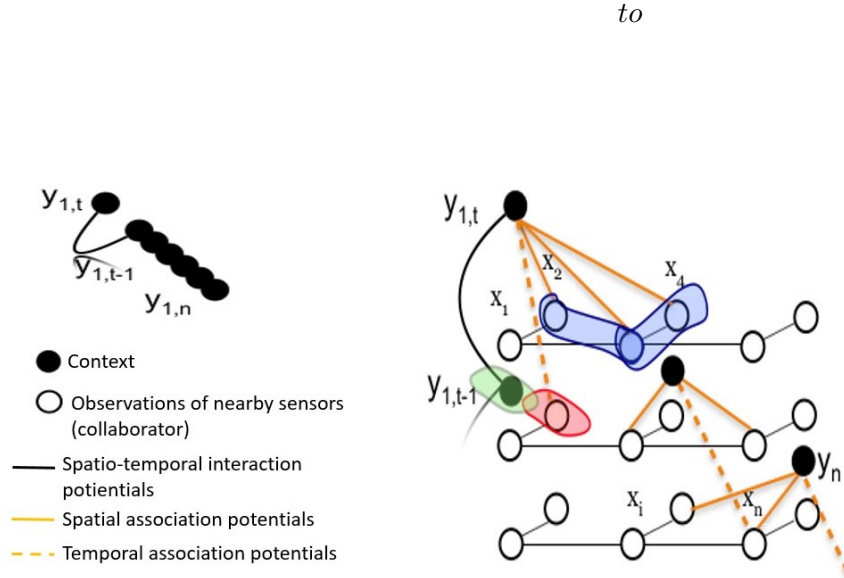 to
y1,t
y1,t-1
y1,n
Context
Observations of nearby sensors
(collaborator)
Spatio-temporal interaction
potientials
Spatial association potentials
Temporal association potentials
y1,t
x2
x4
x1
y1,t-1
yn
xi
xn